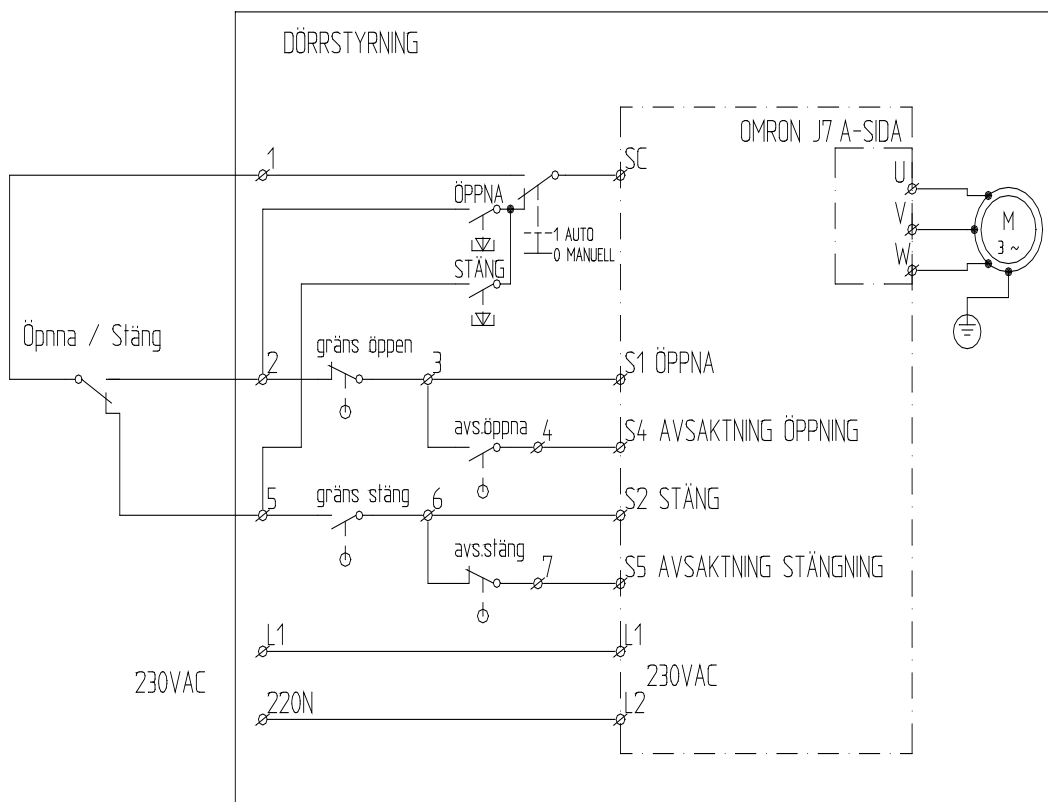 DÖRRSTYRNING
OMRON J7 A-SIDA
1
SC
U
ÖPPNA
V
M
3 ~
1 AUTO
0 MANUELL
W
STÄNG
Öpnna / Stäng
2
gräns öppen
3
S1 ÖPPNA
avs.öppna
4
S4 AVSAKTNING ÖPPNING
5
gräns stäng
6
S2 STÄNG
avs.stäng
7
S5 AVSAKTNING STÄNGNING
L1
L1
230VAC
230VAC
220N
L2